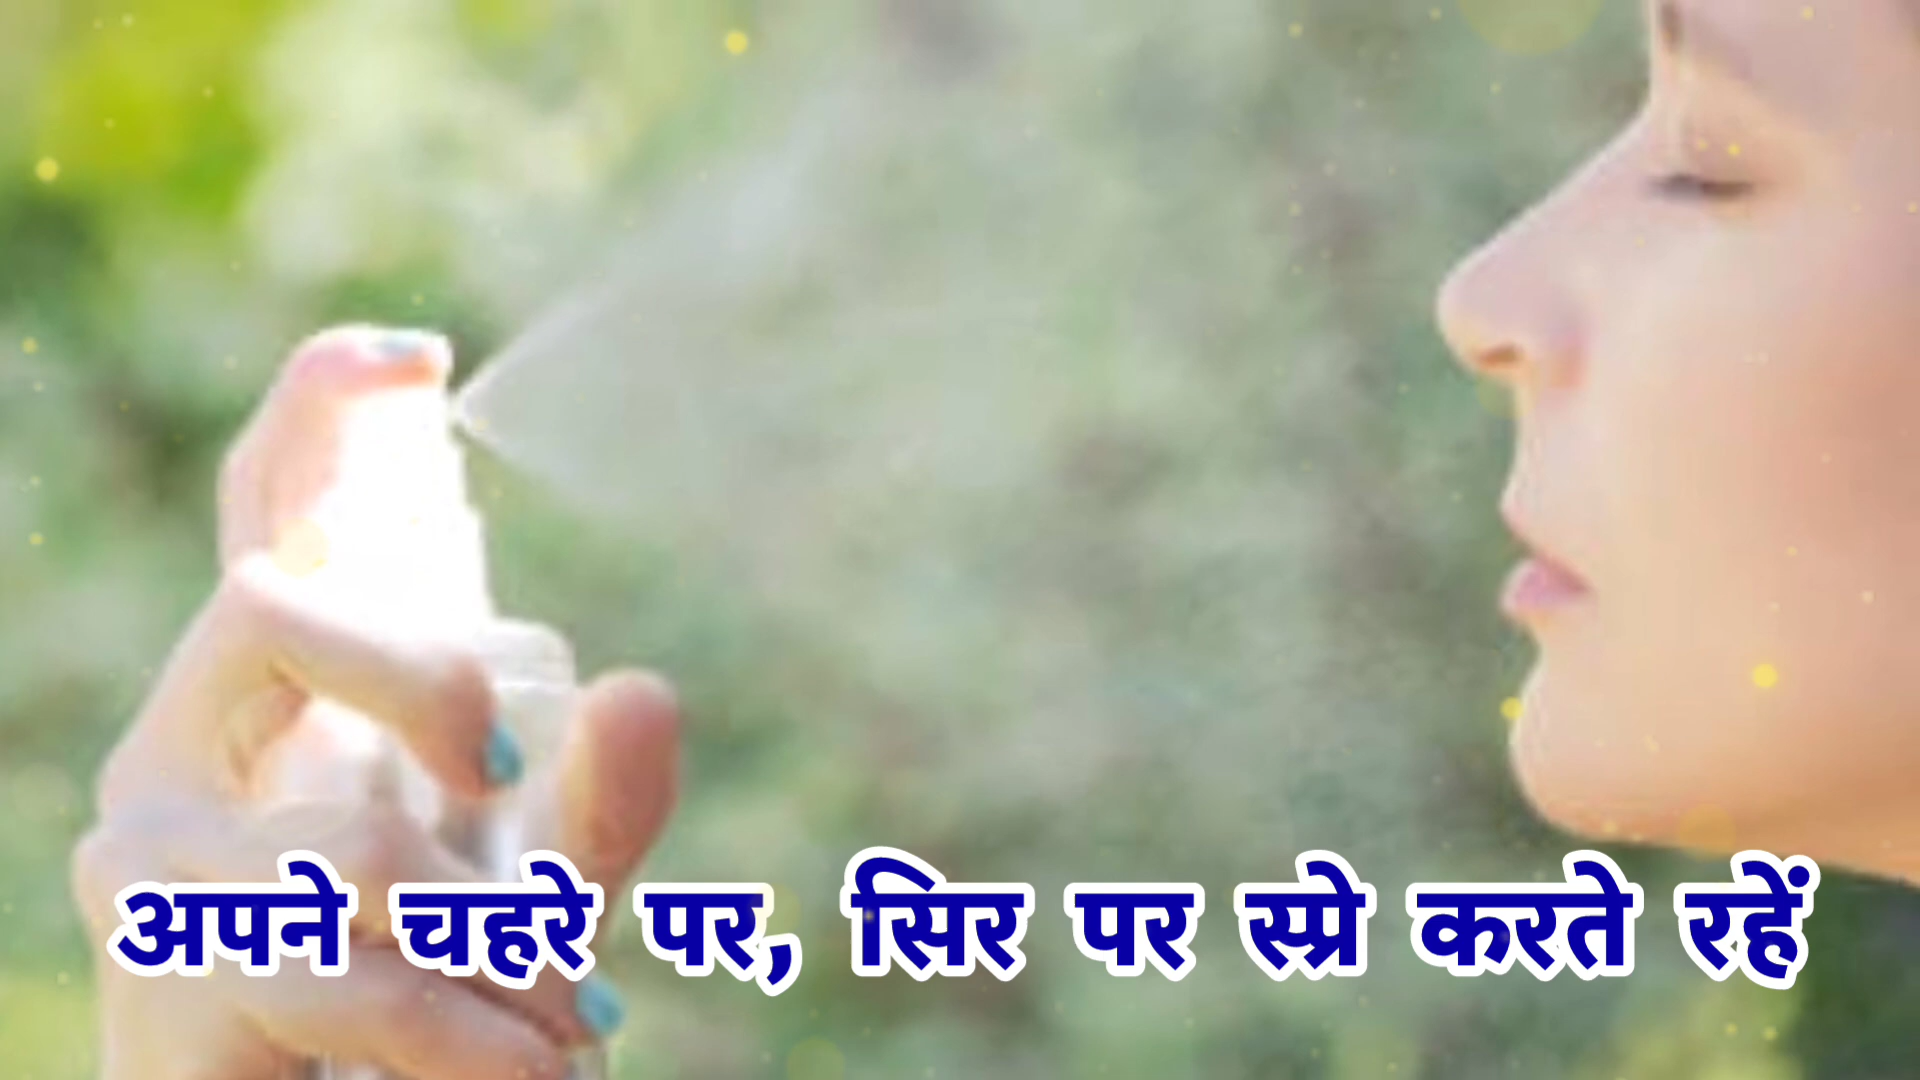 अपने चहरे पर, सिर पर स्प्रे करते रहें